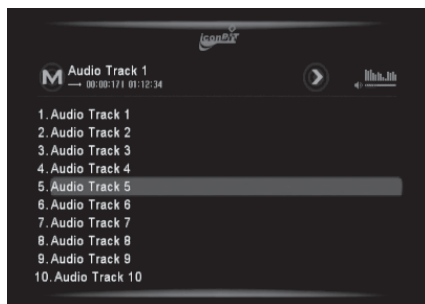 iconBIT
M Audio Track 1
00:00:17| 01:12:34
1. Audio Track 1
2. Audio Track 2
3. Audio Track 3
4. Audio Track 4
5. Audio Track 5
6. Audio Track 6
7. Audio Track 7
8. Audio Track 8
9. Audio Track 9
10. Audio Track 10